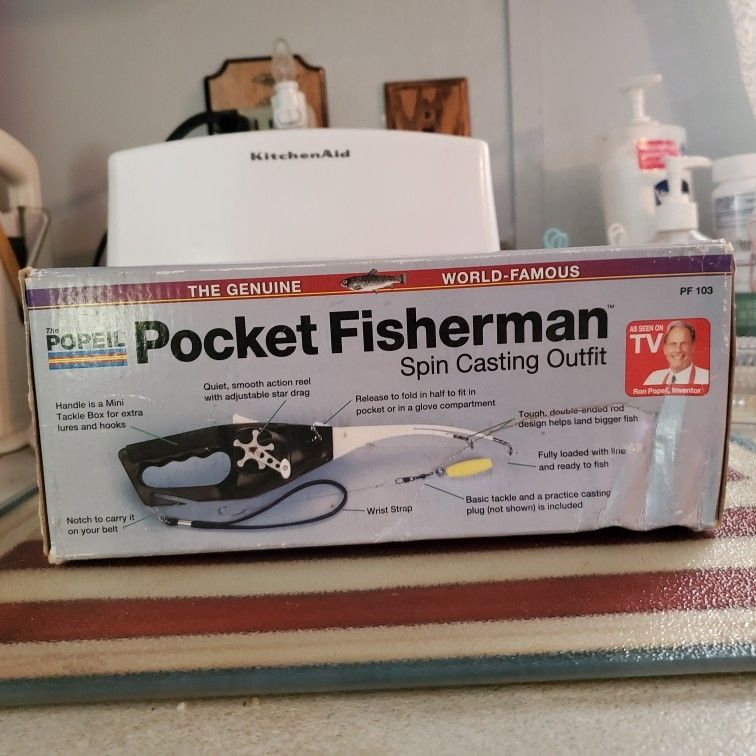 KitchenAid
THE GENUINE WORLD-FAMOUS
PF 103
The
POPEIL
Pocket Fisherman™
Spin Casting Outfit
AS SEEN ON
TV
Ron Popeil, Inventor
Handle is a Mini
Tackle Box for extra
lures and hooks
Quiet, smooth action reel
with adjustable star drag
Release to fold in half to fit in
pocket or in a glove compartment
Tough, double-ended rod
design helps land bigger fish
Fully loaded with line
and ready to fish
Basic tackle and a practice casting
plug (not shown) is included
Wrist Strap
Notch to carry it
on your belt